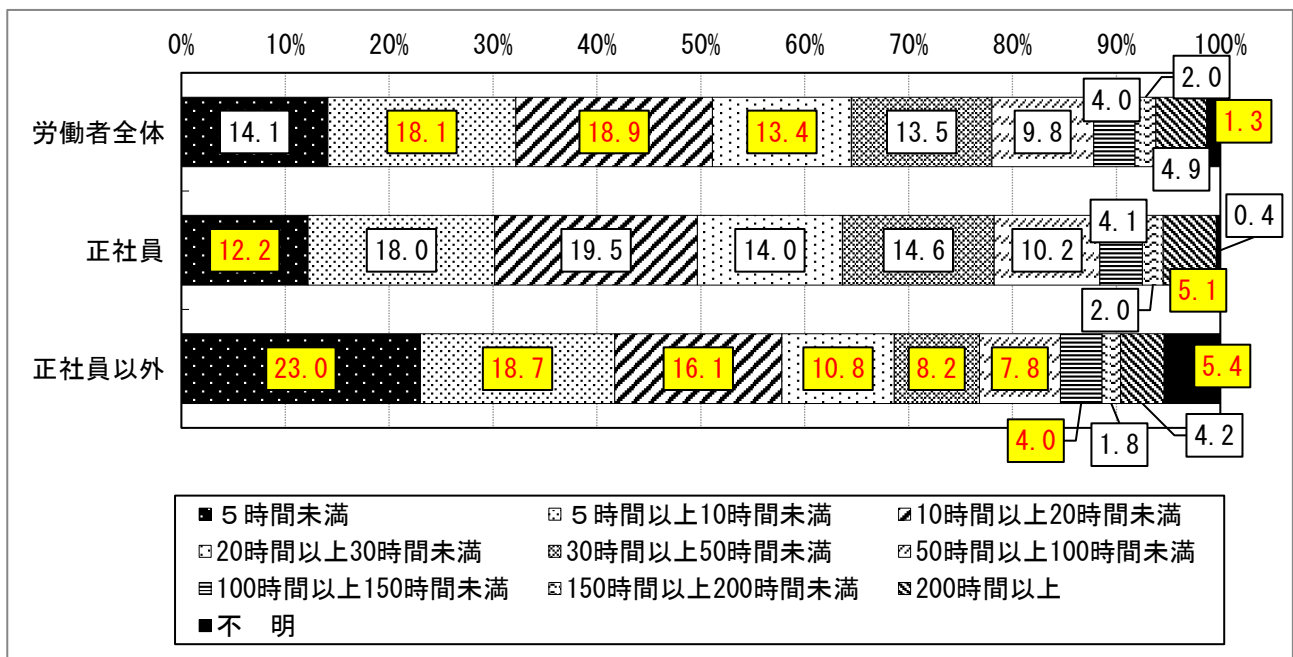 0% 10% 20% 30% 40% 50% 60% 70% 80% 90% 100%
労働者全体 14.1 18.1 18.9 13.4 13.5 9.8 4.0 2.0 4.9 1.3
正社員 12.2 18.0 19.5 14.0 14.6 10.2 4.1 2.0 5.1 0.4
正社員以外 23.0 18.7 16.1 10.8 8.2 7.8 4.0 1.8 4.2 5.4
５時間未満 ５時間以上10時間未満 10時間以上20時間未満
20時間以上30時間未満 30時間以上50時間未満 50時間以上100時間未満
100時間以上150時間未満 150時間以上200時間未満 200時間以上
不　明